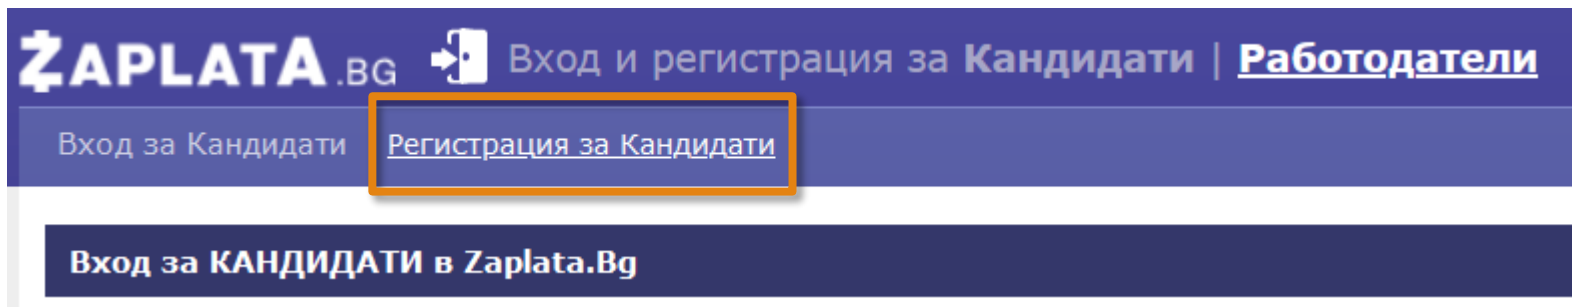 ZAPLATA.BG Вход и регистрация за Кандидати | Работодатели
Вход за Кандидати Регистрация за Кандидати
Вход за КАНДИДАТИ в Zaplata.Bg